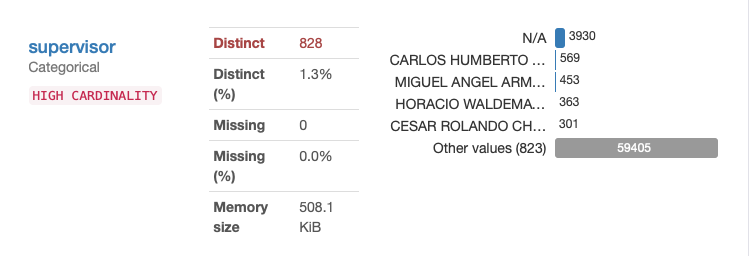 supervisor
Categorical
HIGH CARDINALITY
Distinct 828
Distinct (%) 1.3%
Missing 0
Missing (%) 0.0%
Memory size 508.1 KiB
N/A 3930
CARLOS HUMBERTO ... 569
MIGUEL ANGEL ARM... 453
HORACIO WALDEMA... 363
CESAR ROLANDO CH... 301
Other values (823) 59405